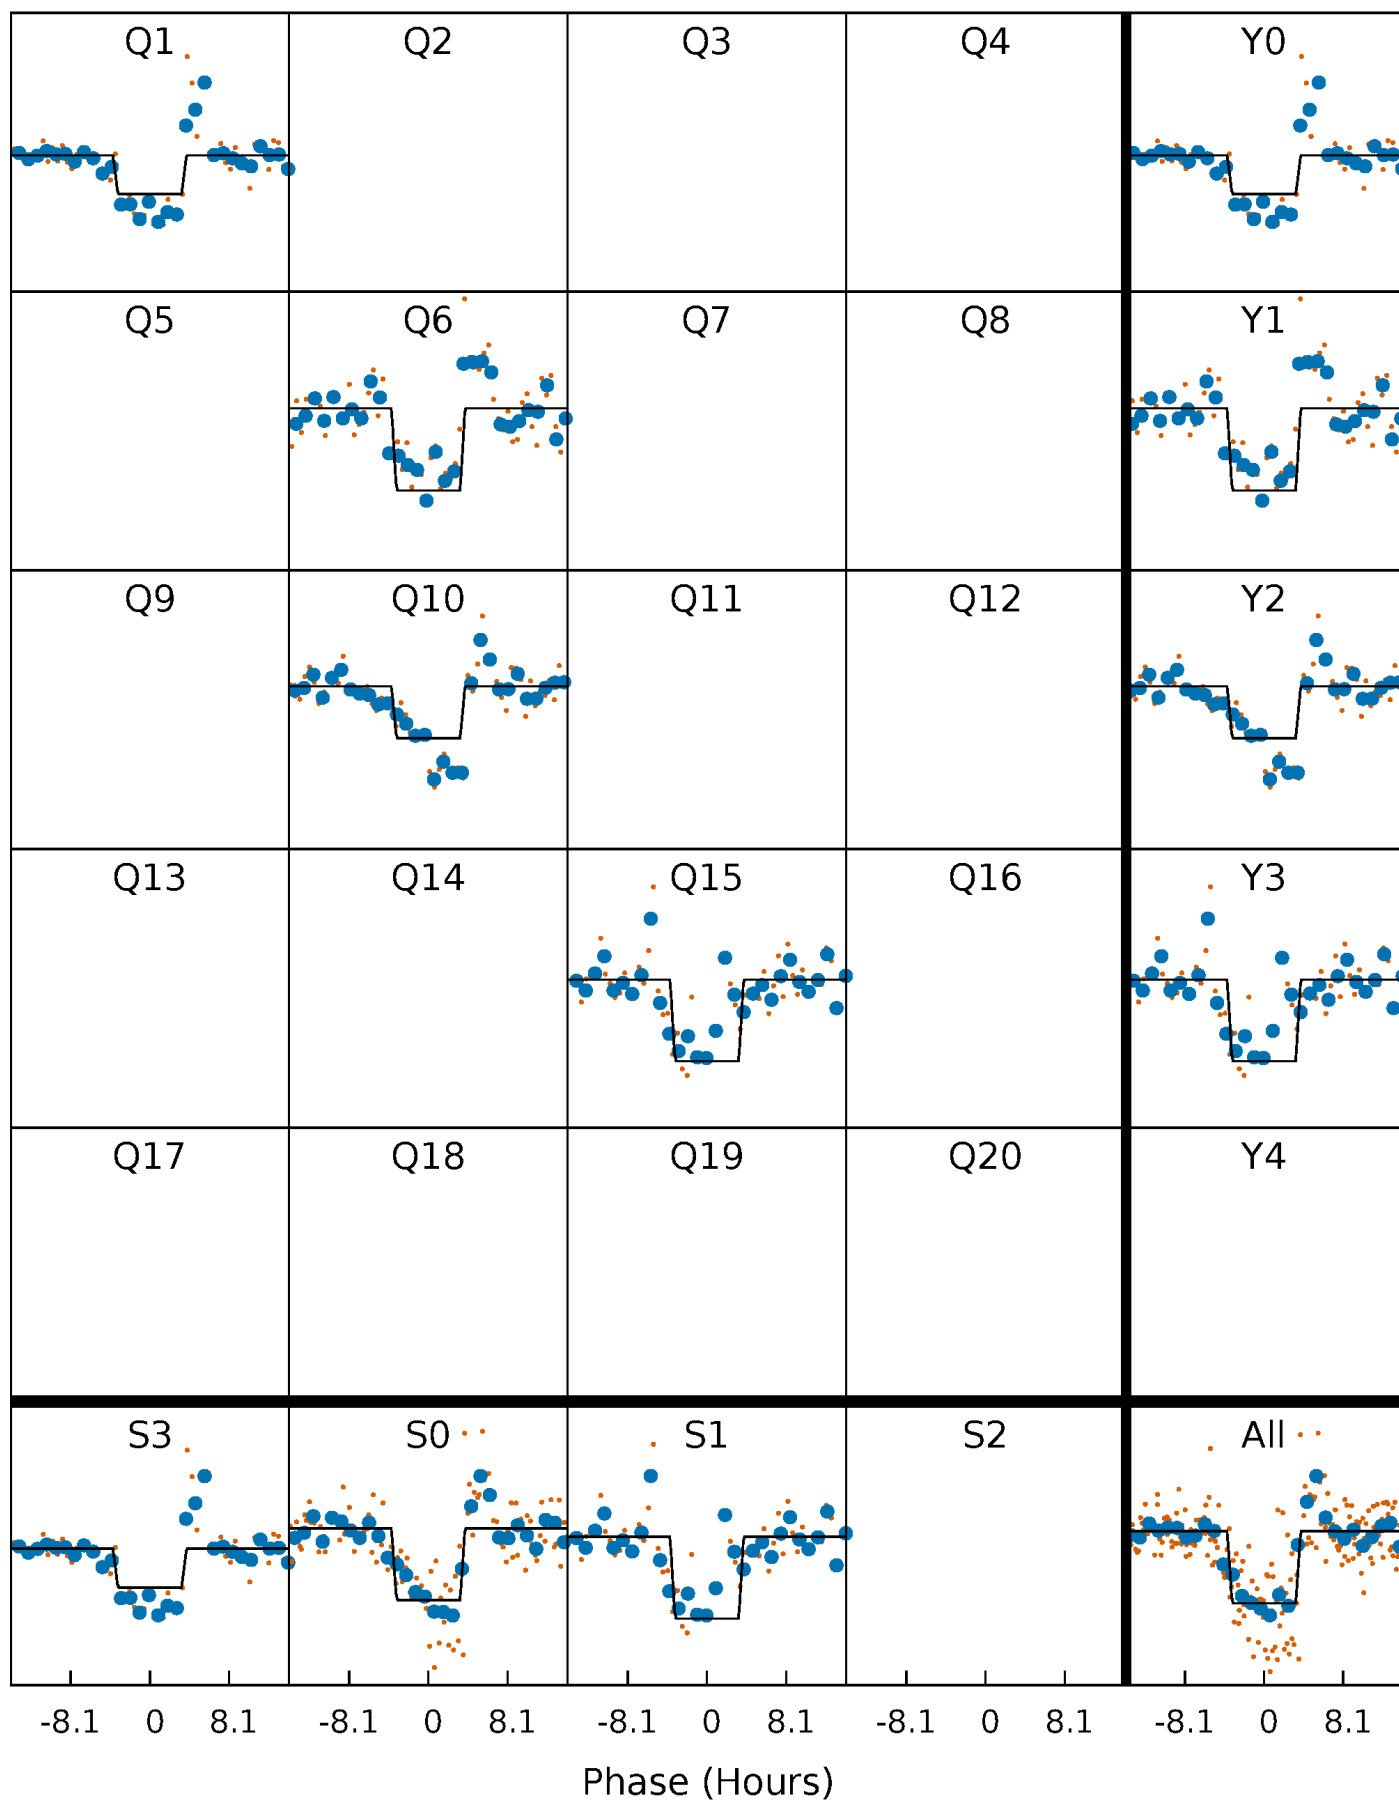 Q1 Q2 Q3 Q4 Y0
Q5 Q6 Q7 Q8 Y1
Q9 Q10 Q11 Q12 Y2
Q13 Q14 Q15 Q16 Y3
Q17 Q18 Q19 Q20 Y4
S3 S0 S1 S2 All
-8.1 0 8.1 -8.1 0 8.1 -8.1 0 8.1 -8.1 0 8.1 -8.1 0 8.1
Phase (Hours)